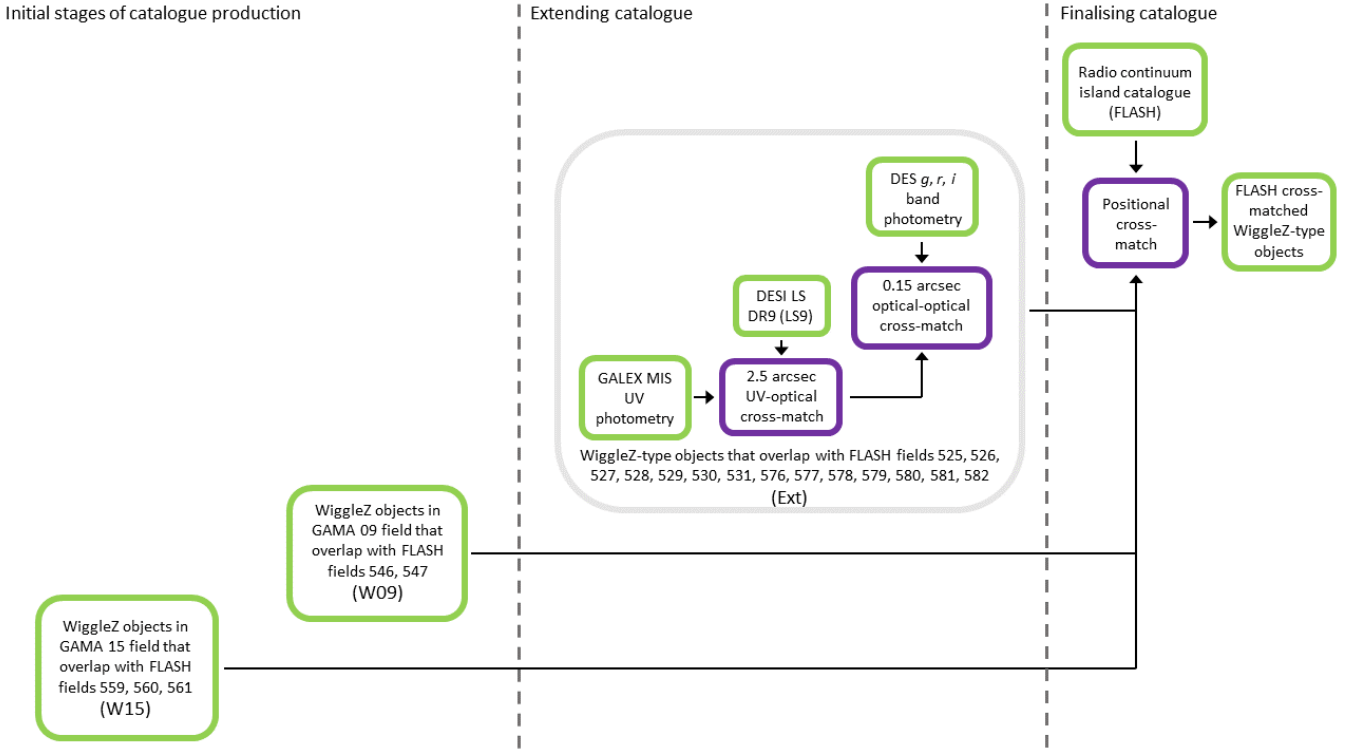 Initial stages of catalogue production
Extending catalogue
Finalising catalogue
Radio continuum
island catalogue
(FLASH)
Positional
cross-
match
FLASH cross-
matched
WiggleZ-type
objects
DES g, r, i
band
photometry
0.15 arcsec
optical-optical
cross-match
DESI LS
DR9 (LS9)
GALEX MIS
UV
photometry
2.5 arcsec
UV-optical
cross-match
WiggleZ-type objects that overlap with FLASH fields 525, 526,
527, 528, 529, 530, 531, 576, 577, 578, 579, 580, 581, 582
(Ext)
WiggleZ objects in
GAMA 09 field that
overlap with FLASH
fields 546, 547
(W09)
WiggleZ objects in
GAMA 15 field that
overlap with FLASH
fields 559, 560, 561
(W15)